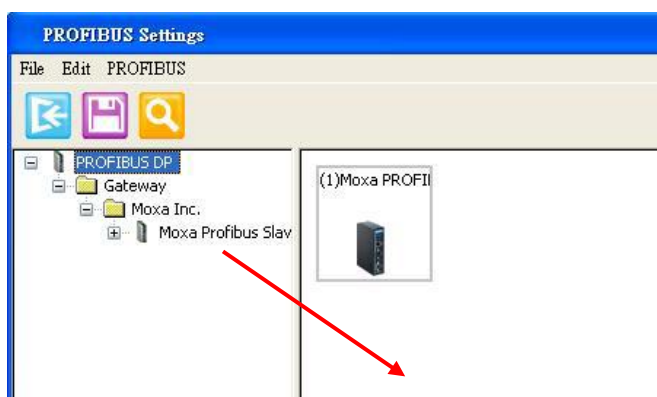 PROFIBUS Settings
File Edit PROFIBUS
PROFIBUS DP
Gateway
Moxa Inc.
Moxa Profibus Slav
(1)Moxa PROFI